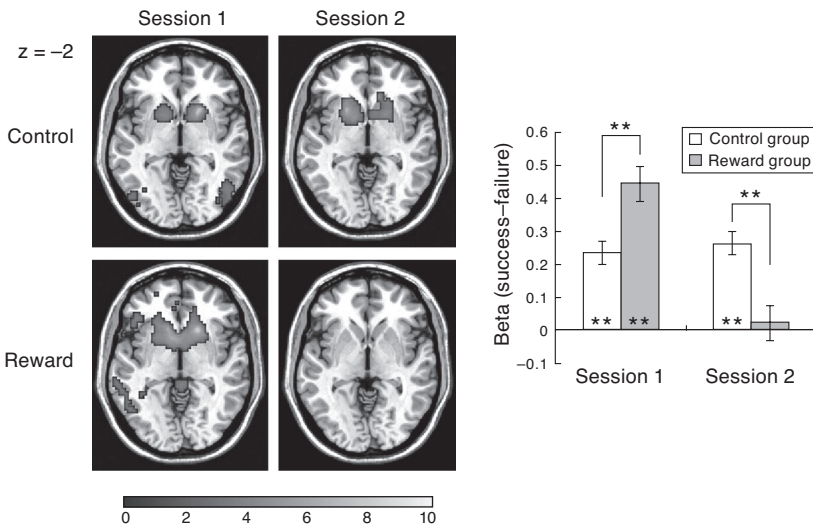 Session 1 Session 2
z = –2
Control
Reward
0 2 4 6 8 10
Control group
Reward group
Beta (success–failure)
0.6
0.5
0.4
0.3
0.2
0.1
0
–0.1
**
**
** ** **
Session 1 Session 2